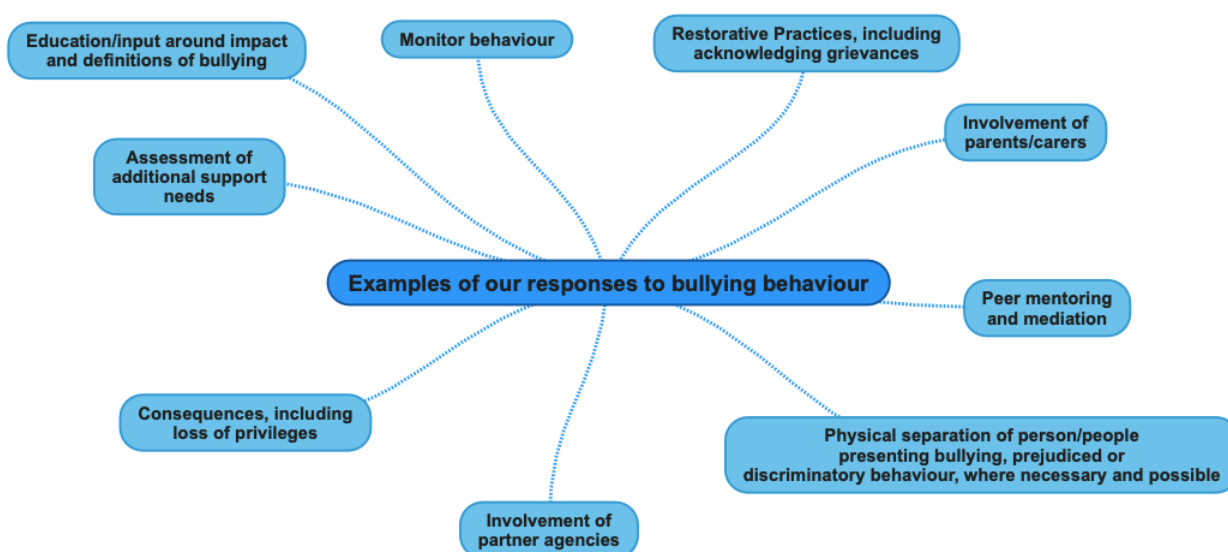 Education/input around impact
and definitions of bullying
Monitor behaviour
Restorative Practices, including
acknowledging grievances
Involvement of
parents/carers
Assessment of
additional support
needs
Examples of our responses to bullying behaviour
Peer mentoring
and mediation
Consequences, including
loss of privileges
Physical separation of person/people
presenting bullying, prejudiced or
discriminatory behaviour, where necessary and possible
Involvement of
partner agencies